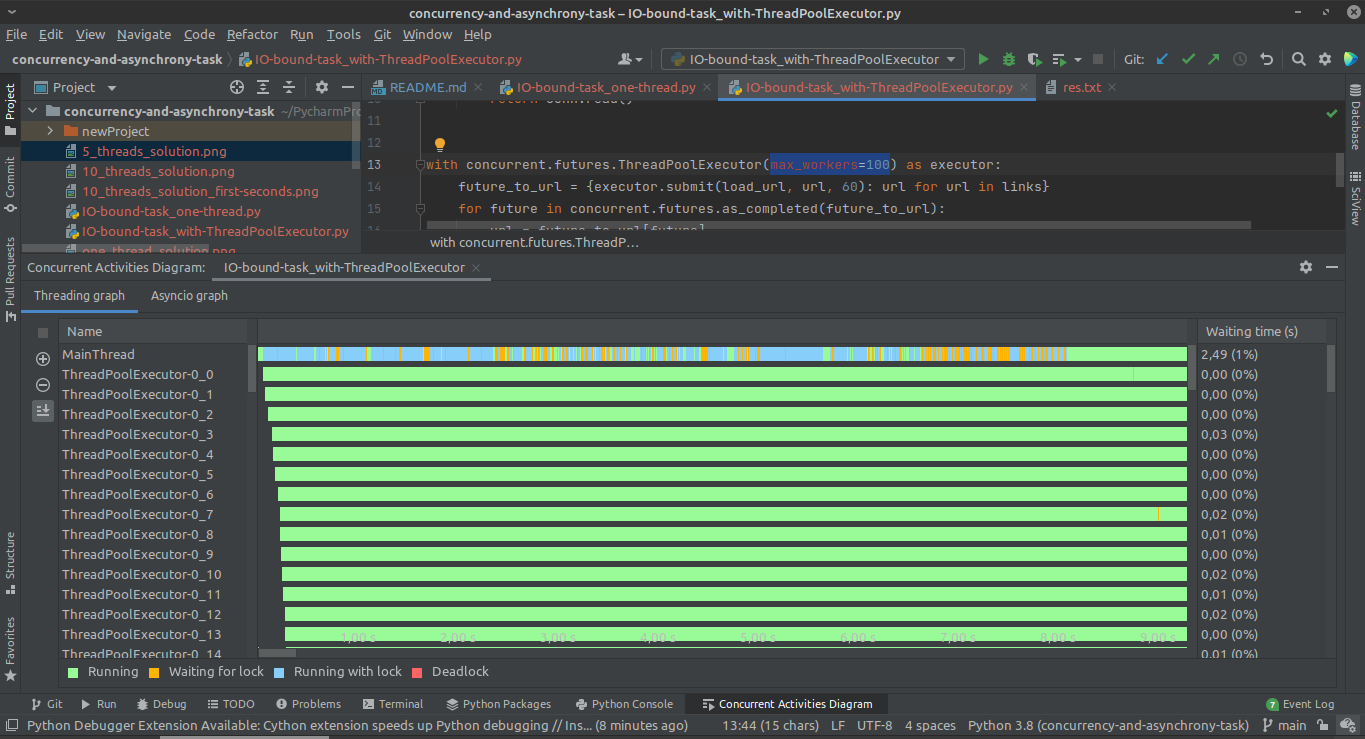 concurrency-and-asynchrony-task – IO-bound-task_with-ThreadPoolExecutor.py
File Edit View Navigate Code Refactor Run Tools Git Window Help
concurrency-and-asynchrony-task IO-bound-task_with-ThreadPoolExecutor.py IO-bound-task_with-ThreadPoolExecutor Git:
Project README.md IO-bound-task_one-thread.py IO-bound-task_with-ThreadPoolExecutor.py res.txt
concurrency-and-asynchrony-task ~/PycharmPro
newProject
5_threads_solution.png
10_threads_solution.png
10_threads_solution_first-seconds.png
IO-bound-task_one-thread.py
IO-bound-task_with-ThreadPoolExecutor.py
one_thread_solution.png
return conn.read()
11
12
13 with concurrent.futures.ThreadPoolExecutor(max_workers=100) as executor:
14 future_to_url = {executor.submit(load_url, url, 60): url for url in links}
15 for future in concurrent.futures.as_completed(future_to_url):
16 url = future_to_url[future]
with concurrent.futures.ThreadP…
Project
Commit
Pull Requests
Structure
Favorites
Database
SciView
Concurrent Activities Diagram: IO-bound-task_with-ThreadPoolExecutor
Threading graph Asyncio graph
Name Waiting time (s)
MainThread 2,49 (1%)
ThreadPoolExecutor-0_0 0,00 (0%)
ThreadPoolExecutor-0_1 0,00 (0%)
ThreadPoolExecutor-0_2 0,00 (0%)
ThreadPoolExecutor-0_3 0,03 (0%)
ThreadPoolExecutor-0_4 0,00 (0%)
ThreadPoolExecutor-0_5 0,00 (0%)
ThreadPoolExecutor-0_6 0,00 (0%)
ThreadPoolExecutor-0_7 0,02 (0%)
ThreadPoolExecutor-0_8 0,01 (0%)
ThreadPoolExecutor-0_9 0,00 (0%)
ThreadPoolExecutor-0_10 0,02 (0%)
ThreadPoolExecutor-0_11 0,01 (0%)
ThreadPoolExecutor-0_12 0,02 (0%)
ThreadPoolExecutor-0_13 0,00 (0%)
1,00 s 2,00 s 3,00 s 4,00 s 5,00 s 6,00 s 7,00 s 8,00 s 9,00 s
ThreadPoolExecutor-0_14 0,01 (0%)
Running Waiting for lock Running with lock Deadlock
Git Run Debug TODO Problems Terminal Python Packages Python Console Concurrent Activities Diagram 7 Event Log
Python Debugger Extension Available: Cython extension speeds up Python debugging // Ins... (8 minutes ago) 13:44 (15 chars) LF UTF-8 4 spaces Python 3.8 (concurrency-and-asynchrony-task) main